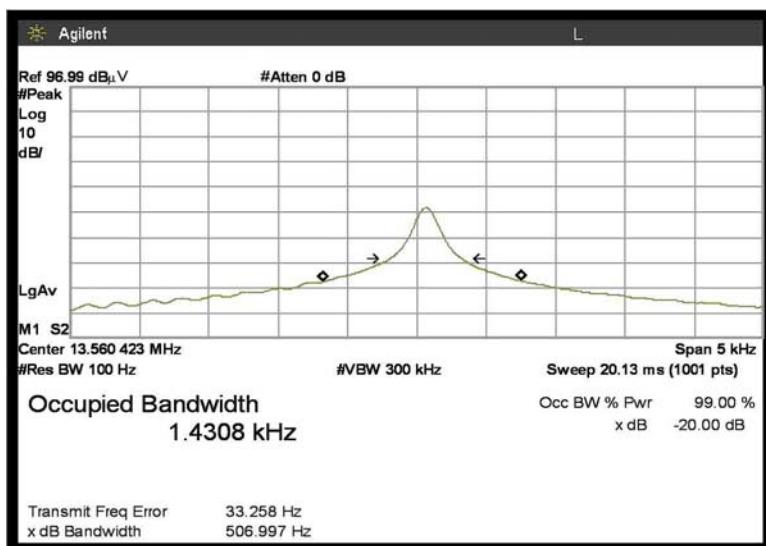 Agilent L
Ref 96.99 dBµV #Atten 0 dB
#Peak
Log
10
dB/
LgAv
M1 S2
Center 13.560 423 MHz Span 5 kHz
#Res BW 100 Hz #VBW 300 kHz Sweep 20.13 ms (1001 pts)
Occupied Bandwidth Occ BW % Pwr 99.00 %
1.4308 kHz x dB -20.00 dB
Transmit Freq Error 33.258 Hz
x dB Bandwidth 506.997 Hz